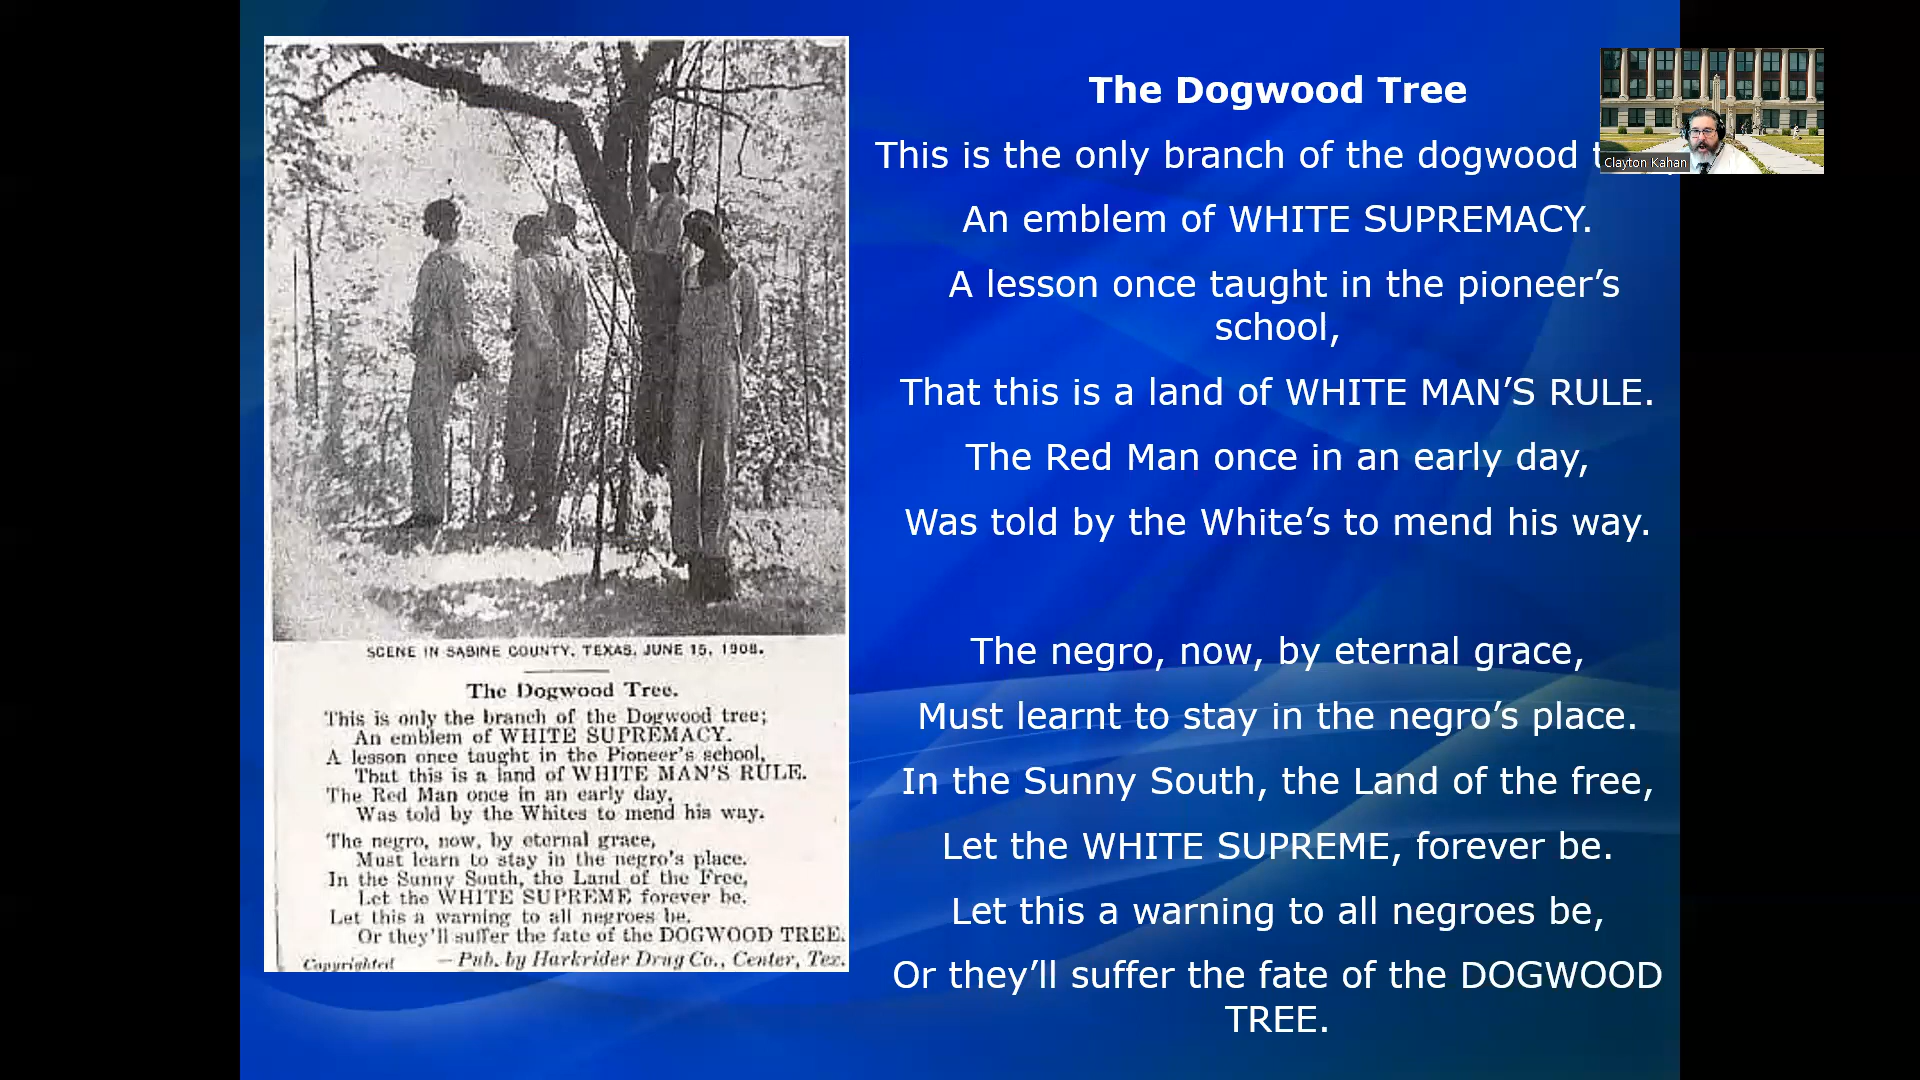 SCENE IN SABINE COUNTY, TEXAS, JUNE 15, 1908.
The Dogwood Tree.
This is only the branch of the Dogwood tree;
An emblem of WHITE SUPREMACY.
A lesson once taught in the Pioneer's school,
That this is a land of WHITE MAN'S RULE.
The Red Man once in an early day,
Was told by the Whites to mend his way.
The negro, now, by eternal grace,
Must learn to stay in the negro's place.
In the Sunny South, the Land of the Free,
Let the WHITE SUPREME forever be.
Let this a warning to all negroes be,
Or they'll suffer the fate of the DOGWOOD TREE.
Copyrighted — Pub. by Harkrider Drug Co., Center, Tex.
The Dogwood Tree
This is the only branch of the dogwood
An emblem of WHITE SUPREMACY.
A lesson once taught in the pioneer’s
school,
That this is a land of WHITE MAN’S RULE.
The Red Man once in an early day,
Was told by the White’s to mend his way.
The negro, now, by eternal grace,
Must learnt to stay in the negro’s place.
In the Sunny South, the Land of the free,
Let the WHITE SUPREME, forever be.
Let this a warning to all negroes be,
Or they’ll suffer the fate of the DOGWOOD
TREE.
Clayton Kahan